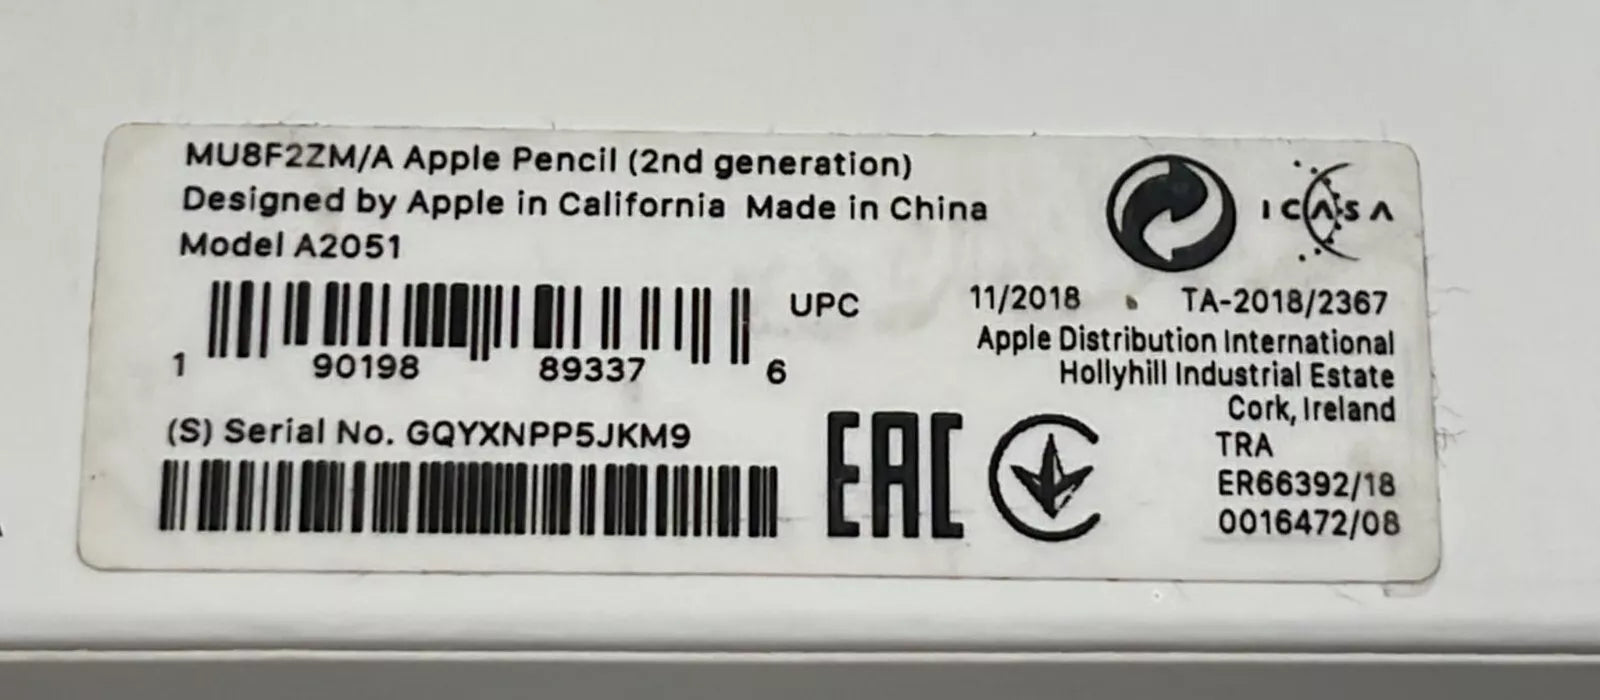 MU8F2ZM/A Apple Pencil (2nd generation)
Designed by Apple in California Made in China
Model A2051
1 90198 89337 6
UPC
(S) Serial No. GQYXNPP5JKM9
ICASA
11/2018 TA-2018/2367
Apple Distribution International
Hollyhill Industrial Estate
Cork, Ireland
TRA
ER66392/18
0016472/08
EAC